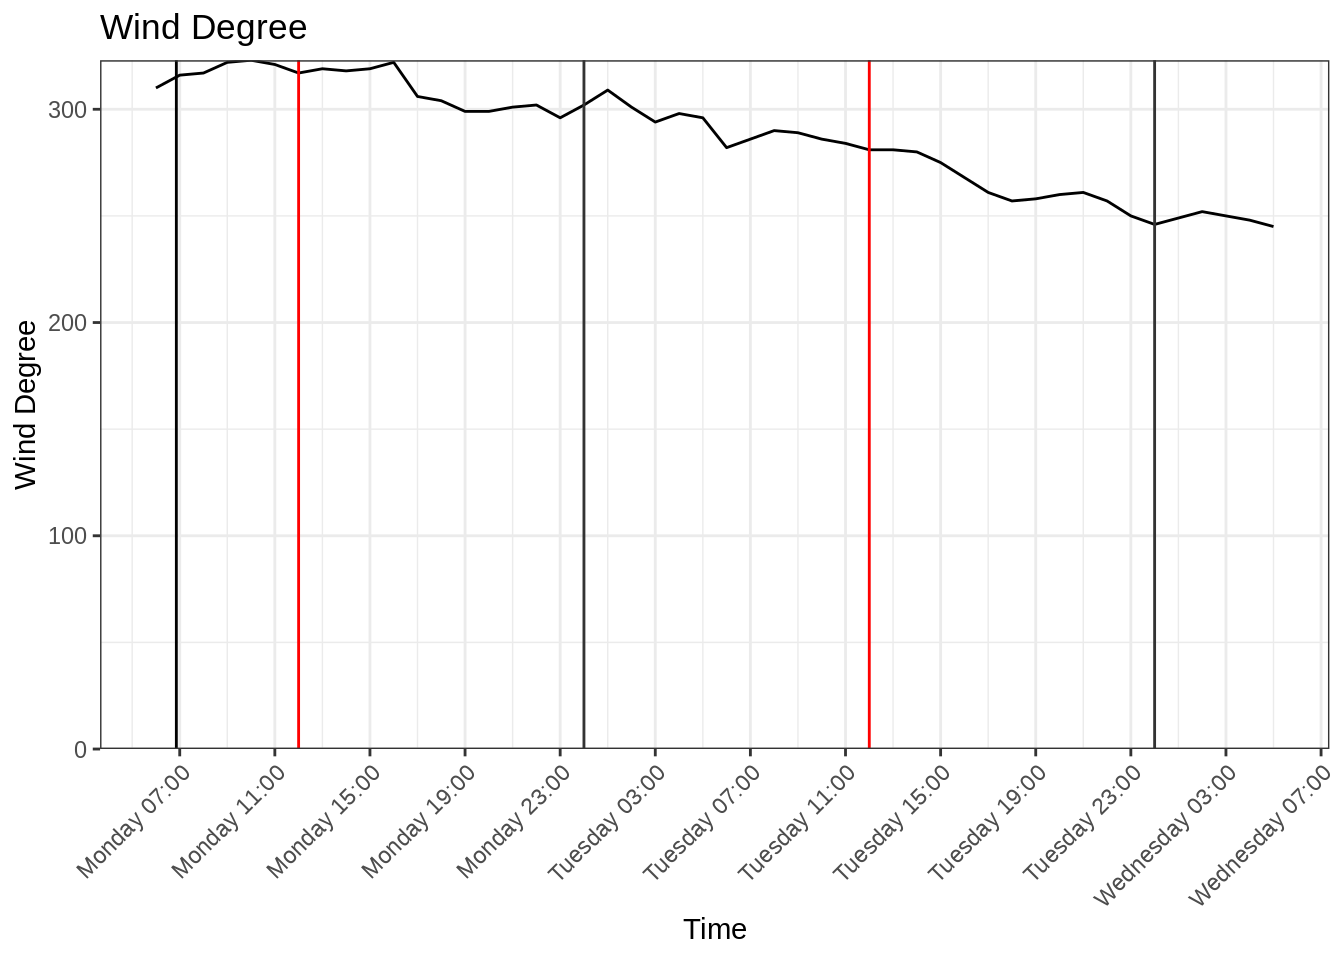 Wind Degree
Wind Degree
300
200
100
0
Monday 07:00
Monday 11:00
Monday 15:00
Monday 19:00
Monday 23:00
Tuesday 03:00
Tuesday 07:00
Tuesday 11:00
Tuesday 15:00
Tuesday 19:00
Tuesday 23:00
Wednesday 03:00
Wednesday 07:00
Time